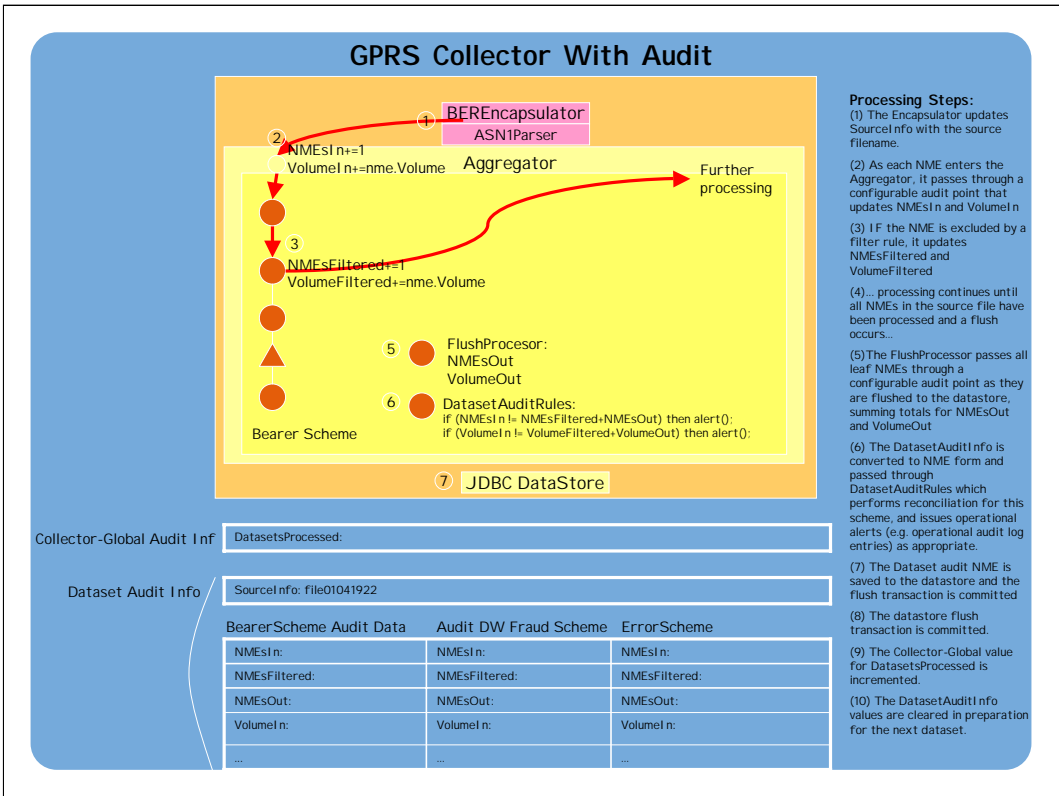 GPRS Collector With Audit
1
BEREncapsulator
ASN1Parser
2
NMEsIn+=1
VolumeIn+=nme.Volume
Aggregator
Further
processing
3
NMEsFiltered+=1
VolumeFiltered+=nme.Volume
5
FlushProcesor:
NMEsOut
VolumeOut
6
DatasetAuditRules:
if (NMEsIn != NMEsFiltered+NMEsOut) then alert();
if (VolumeIn != VolumeFiltered+VolumeOut) then alert();
Bearer Scheme
7
JDBC DataStore
Processing Steps:
(1) The Encapsulator updates
SourceInfo with the source
filename.
(2) As each NME enters the
Aggregator, it passes through a
configurable audit point that
updates NMEsIn and VolumeIn
(3) IF the NME is excluded by a
filter rule, it updates
NMEsFiltered and
VolumeFiltered
(4)... processing continues until
all NMEs in the source file have
been processed and a flush
occurs...
(5)The FlushProcessor passes all
leaf NMEs through a
configurable audit point as they
are flushed to the datastore,
summing totals for NMEsOut
and VolumeOut
(6) The DatasetAuditInfo is
converted to NME form and
passed through
DatasetAuditRules which
performs reconciliation for this
scheme, and issues operational
alerts (e.g. operational audit log
entries) as appropriate.
(7) The Dataset audit NME is
saved to the datastore and the
flush transaction is committed
(8) The datastore flush
transaction is committed.
(9) The Collector-Global value
for DatasetsProcessed is
incremented.
(10) The DatasetAuditInfo
values are cleared in preparation
for the next dataset.
Collector-Global Audit Inf
DatasetsProcessed:
Dataset Audit Info
SourceInfo: file01041922
BearerScheme Audit Data Audit DW Fraud Scheme ErrorScheme
NMEsIn: NMEsIn: NMEsIn:
NMEsFiltered: NMEsFiltered: NMEsFiltered:
NMEsOut: NMEsOut: NMEsOut:
VolumeIn: VolumeIn: VolumeIn:
... ... ...